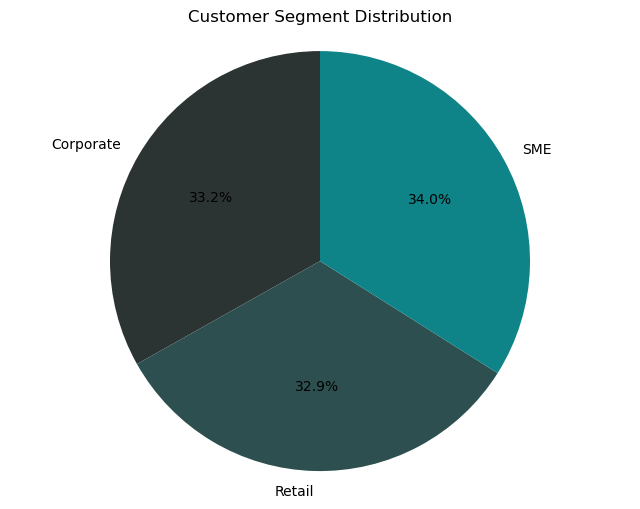 Customer Segment Distribution
Corporate
33.2%
SME
34.0%
32.9%
Retail